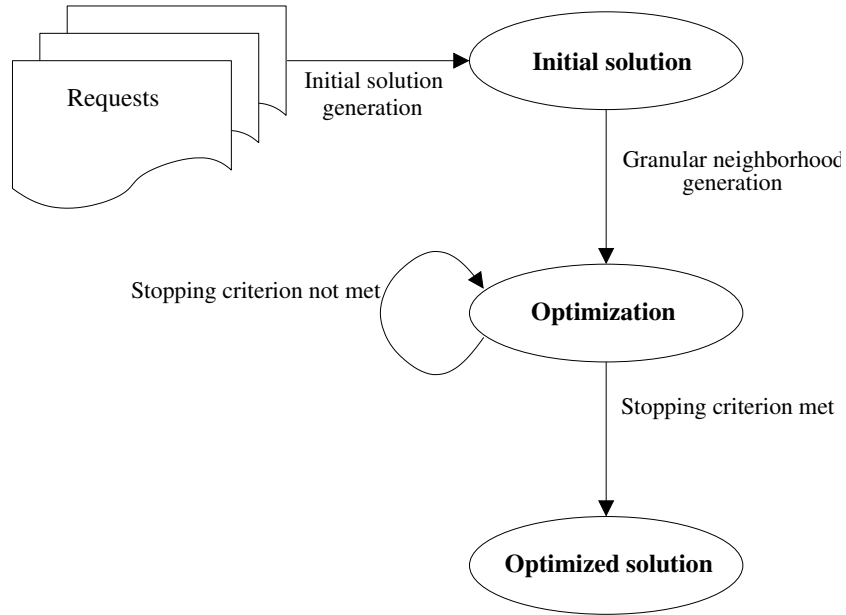 Requests
Initial solution
generation
Initial solution
Granular neighborhood
generation
Stopping criterion not met
Optimization
Stopping criterion met
Optimized solution